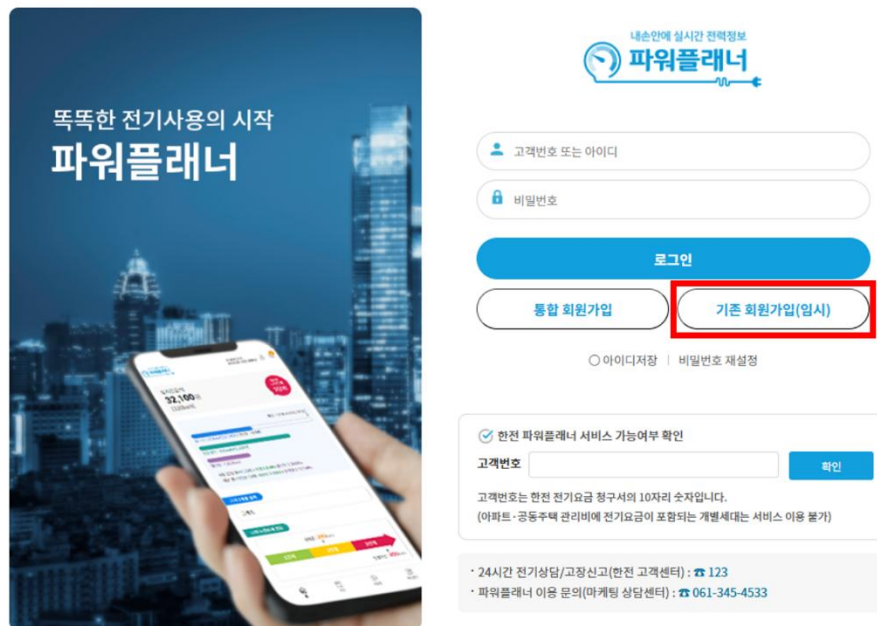 똑똑한 전기사용의 시작
파워플래너
32,100
내손안에 실시간 전력정보
파워플래너
고객번호 또는 아이디
비밀번호
로그인
통합 회원가입
기존 회원가입(임시)
아이디저장 | 비밀번호 재설정
한전 파워플래너 서비스 가능여부 확인
고객번호
확인
고객번호는 한전 전기요금 청구서의 10자리 숫자입니다.
(아파트·공동주택 관리비에 전기요금이 포함되는 개별세대는 서비스 이용 불가)
· 24시간 전기상담/고장신고(한전 고객센터) : ☎ 123
· 파워플래너 이용 문의(마케팅 상담센터) : ☎ 061-345-4533